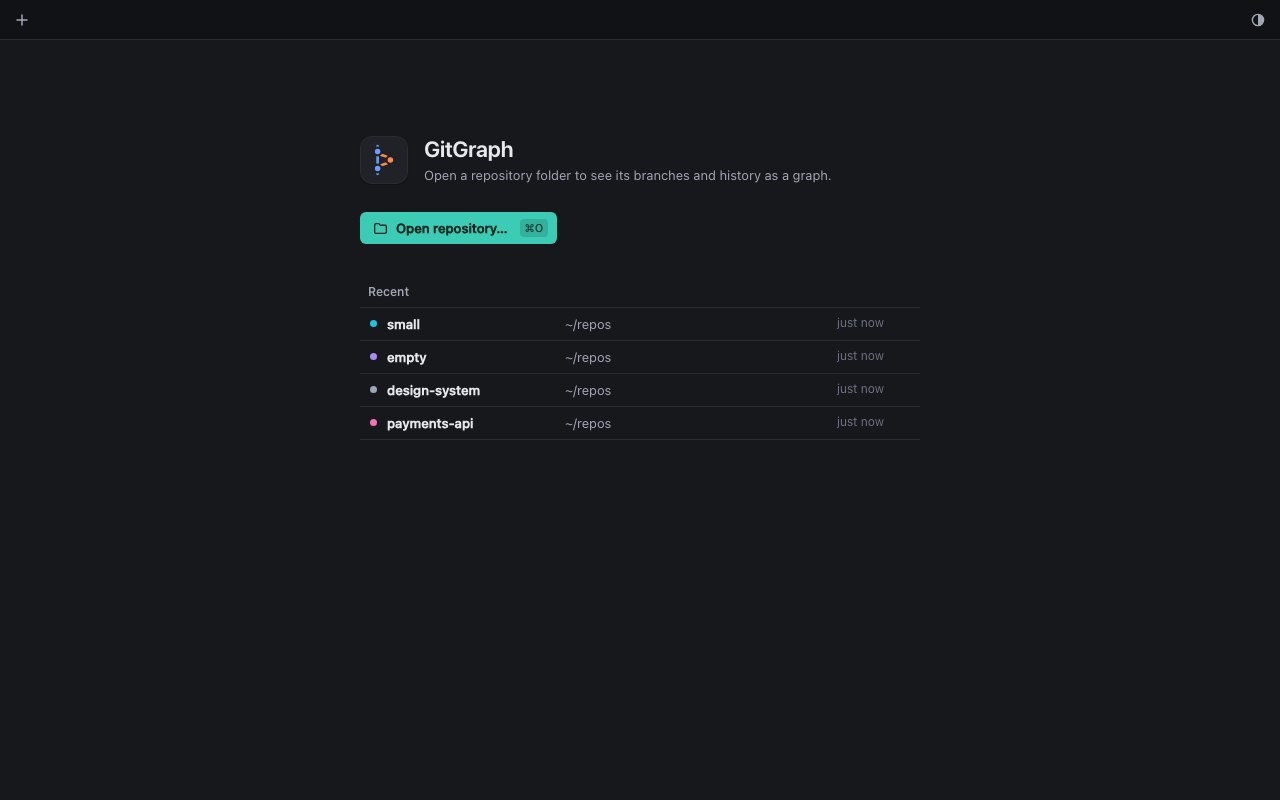 GitGraph
Open a repository folder to see its branches and history as a graph.
Open repository... ⌘O
Recent
small ~/repos just now
empty ~/repos just now
design-system ~/repos just now
payments-api ~/repos just now